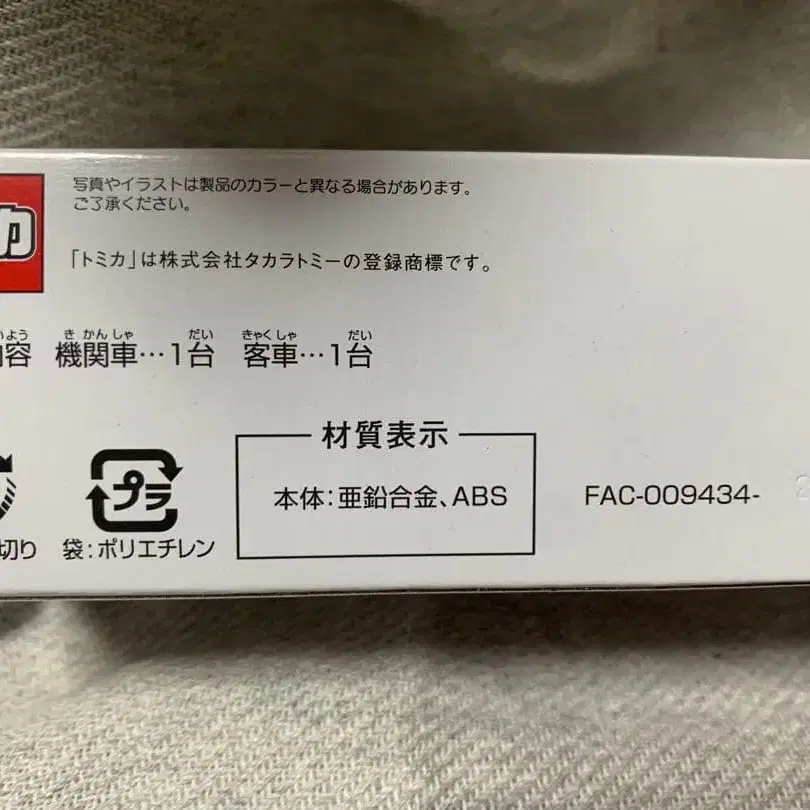 写真やイラストは製品のカラーと異なる場合があります。
ご了承ください。
カ
「トミカ」は株式会社タカラトミーの登録商標です。
よう き かん しゃ だい きゃく しゃ だい
容 機関車…1台 客車…1台
材質表示
プラ
本体:亜鉛合金、ABS
FAC-009434-
切り 袋:ポリエチレン